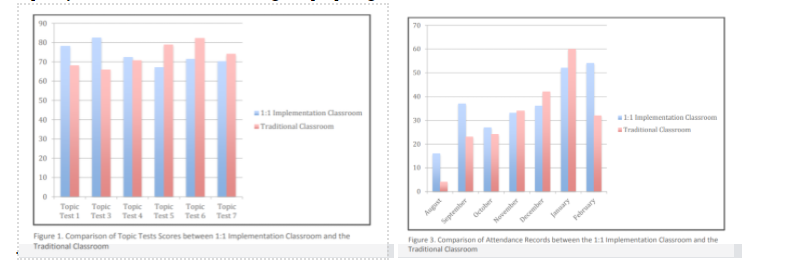 90
80
70
60
50
40
30
20
10
0
Topic Test 1
Topic Test 3
Topic Test 4
Topic Test 5
Topic Test 6
Topic Test 7
1:1 Implementation Classroom
Traditional Classroom
Figure 1. Comparison of Topic Tests Scores between 1:1 Implementation Classroom and the
Traditional Classroom
70
60
50
40
30
20
10
0
August
September
October
November
December
January
February
1:1 Implementation Classroom
Traditional Classroom
Figure 3. Comparison of Attendance Records between the 1:1 Implementation Classroom and the
Traditional Classroom